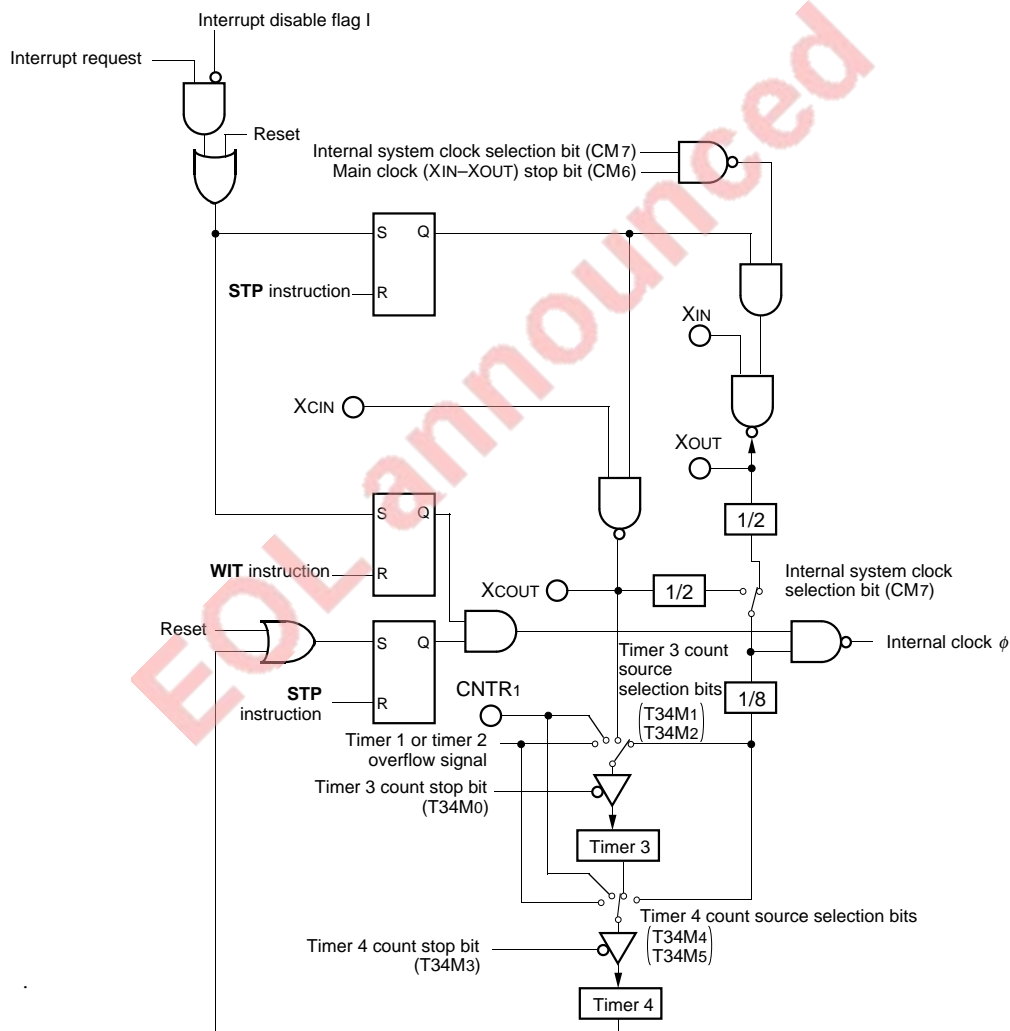 Interrupt disable flag I
Interrupt request
Reset
Internal system clock selection bit (CM7)
Main clock (XIN–XOUT) stop bit (CM6)
S Q
STP instruction
R
XIN
XCIN
XOUT
1/2
S Q
WIT instruction
R
XCOUT
1/2
Internal system clock
selection bit (CM7)
Reset
S Q
Internal clock ϕ
STP
instruction
R
Timer 3 count
source
selection bits
1/8
CNTR1
(T34M1
T34M2)
Timer 1 or timer 2
overflow signal
Timer 3 count stop bit
(T34M0)
Timer 3
Timer 4 count source selection bits
(T34M4
T34M5)
Timer 4 count stop bit
(T34M3)
Timer 4
.
EOL announced